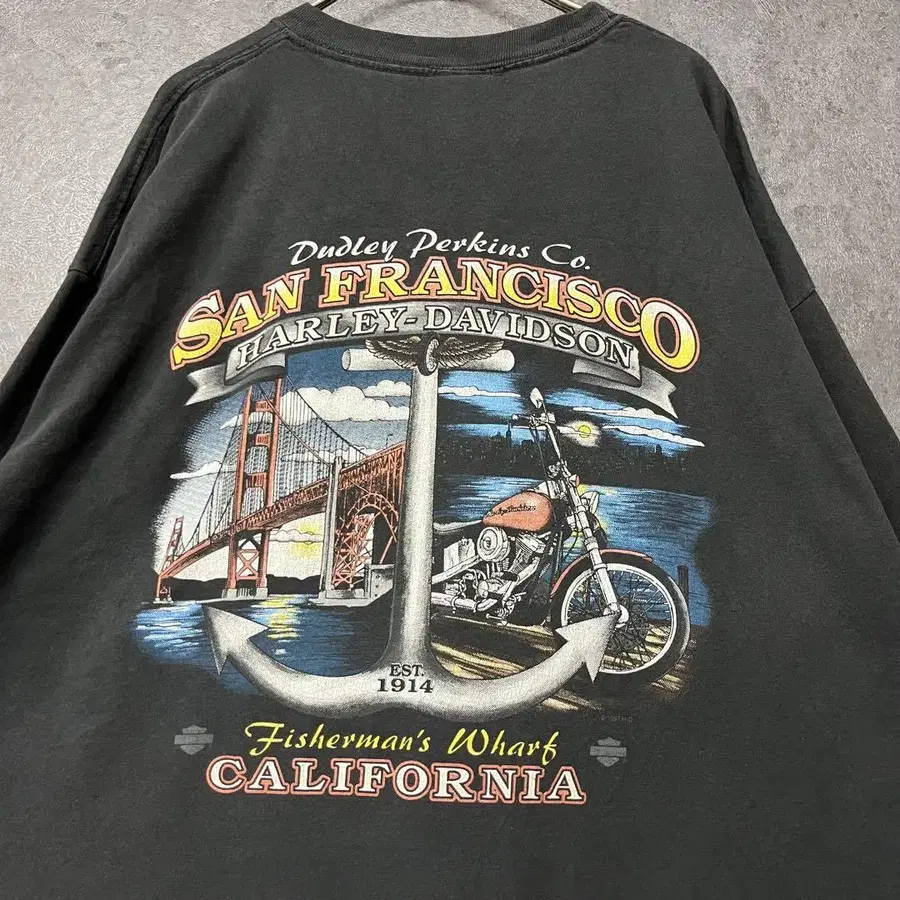 Dudley Perkins Co.
SAN FRANCISCO
HARLEY-DAVIDSON
EST.
1914
Fisherman's Wharf
CALIFORNIA